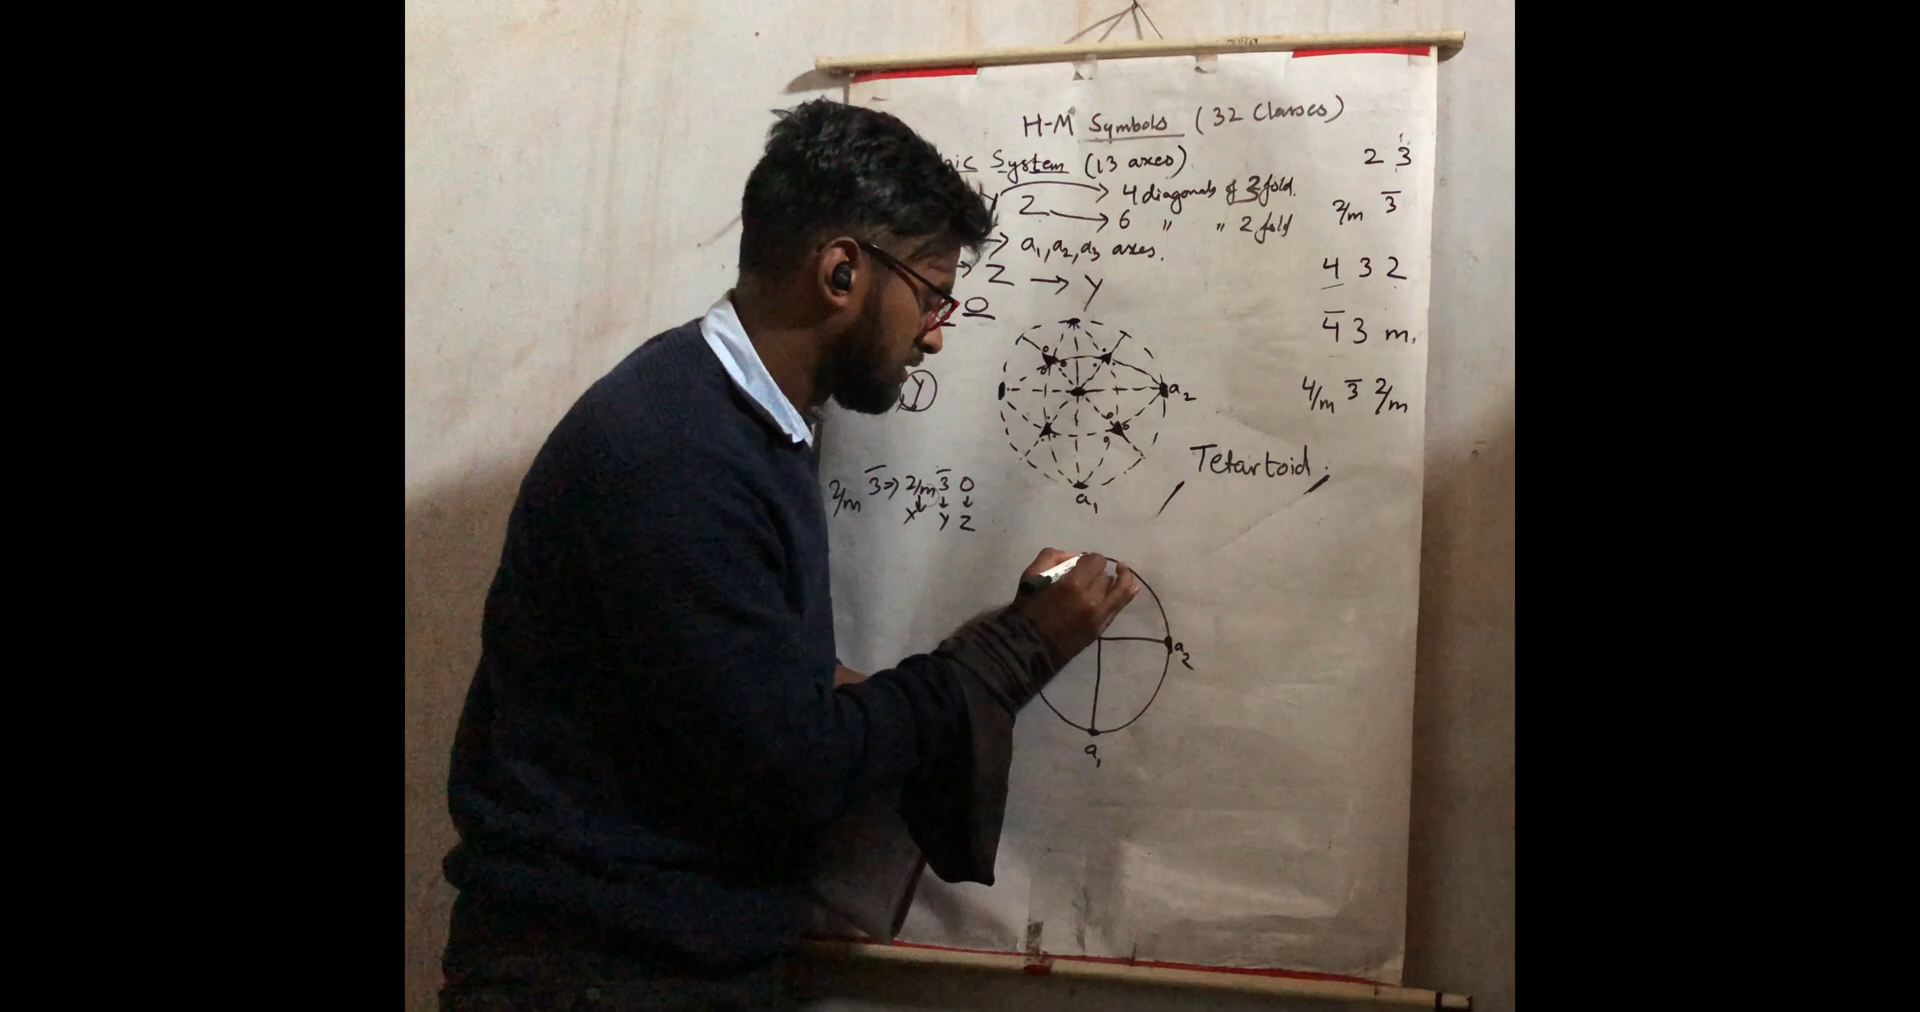 H-M Symbols (32 Classes)
System (13 axes)
→ 4 diagonals of 3 fold.
Z → 6 " " 2 fold
→ a₁, a₂, a₃ axes.
→ Z → Y
0
Y
2 3
2/m 3̅
4 3 2
4̅ 3 m.
4/m 3̅ 2/m
a₂
a₁
Tetartoid
2/m 3̅ ⇒ 2/m 3̅ 0
X Y Z
a₂
a₁